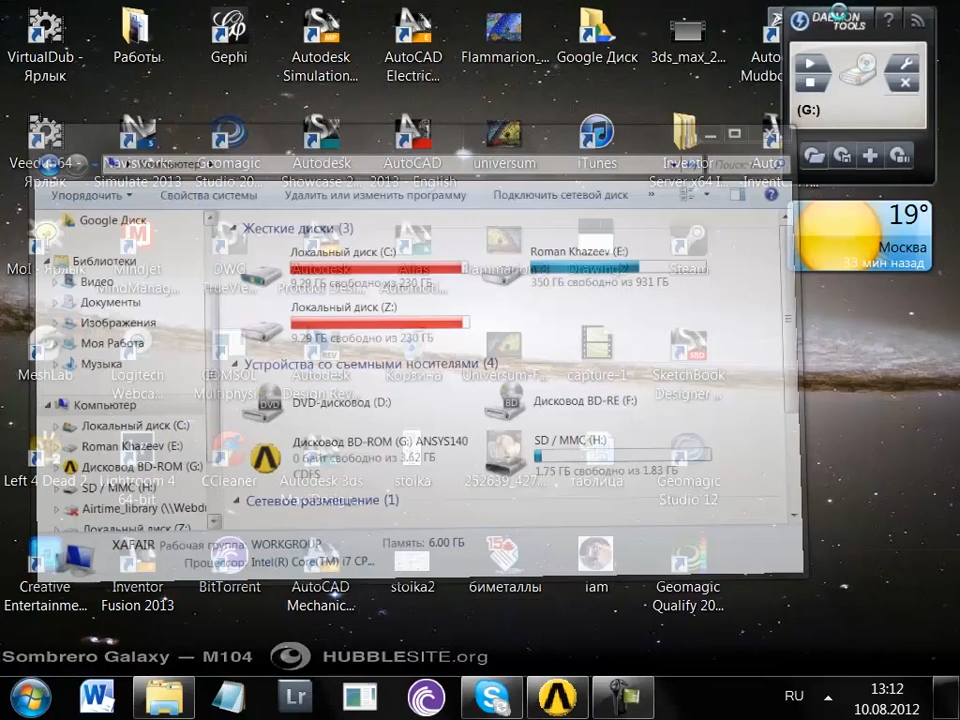 VirtualDub -
Ярлык
Работы
Gephi
Autodesk
Simulation...
AutoCAD
Electric...
Flammarion_...
Google Диск
3ds_max_2...
DAEMON
TOOLS
(G:)
Navisworks
Simulate 2013
Geomagic
Studio 20...
Autodesk
Showcase 2...
AutoCAD
2013 - English
universum
iTunes
Inventor
Server x64 I...
Упорядочить
Свойства системы
Удалить или изменить программу
Подключить сетевой диск
»
Google Диск
Библиотеки
Видео
Документы
Изображения
Моя Работа
Музыка
Компьютер
Локальный диск (C:)
Roman Khazeev (E:)
Дисковод BD-ROM (G:)
SD / MMC (H:)
Airtime_library (\\Webd
Локальный диск (Z:)
Жесткие диски (3)
Локальный диск (C:)
9.29 ГБ свободно из 230 ГБ
Roman Khazeev (E:)
350 ГБ свободно из 931 ГБ
Локальный диск (Z:)
9.29 ГБ свободно из 230 ГБ
Устройства со съемными носителями (4)
DVD-дисковод (D:)
Дисковод BD-RE (F:)
Дисковод BD-ROM (G:) ANSYS140
0 байт свободно из 3.62 ГБ
CDFS
SD / MMC (H:)
1.75 ГБ свободно из 1.83 ГБ
Сетевое размещение (1)
XAFAIR Рабочая группа: WORKGROUP
Память: 6.00 ГБ
Процессор: Intel(R) Core(TM) i7 CP...
19°
Москва
33 мин назад
Steam
MeshLab
Logitech
Webca...
Корзина
capture-1
SketchBook
Designer ...
Left 4 Dead 2
Lightroom 4
64-bit
CCleaner
Autodesk 3ds
stoika
252639_427...
таблица
Geomagic
Studio 12
Creative
Entertainme...
Inventor
Fusion 2013
BitTorrent
AutoCAD
Mechanic...
stoika2
биметаллы
iam
Geomagic
Qualify 20...
Sombrero Galaxy — M104
HUBBLESITE.org
RU
13:12
10.08.2012